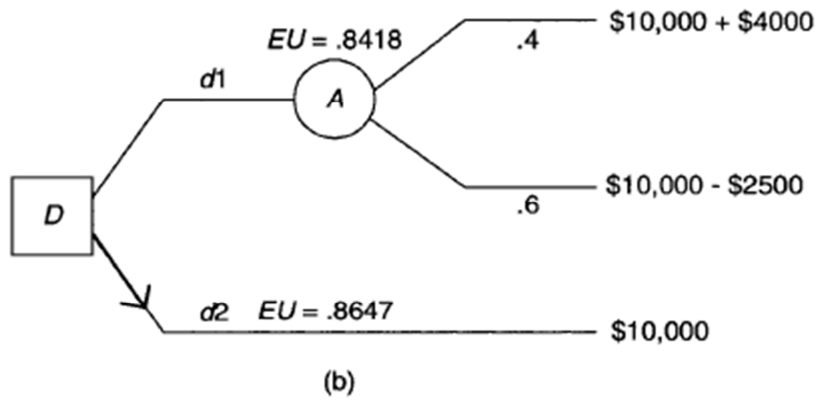 EU = .8418
$10,000 + $4000
.4
d1
A
$10,000 - $2500
.6
D
d2 EU = .8647
$10,000
(b)